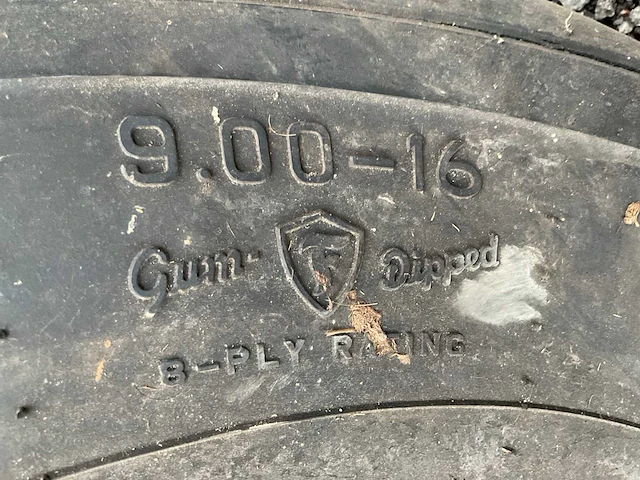 9.00-16
Gum- F Dipped
8-PLY RATING